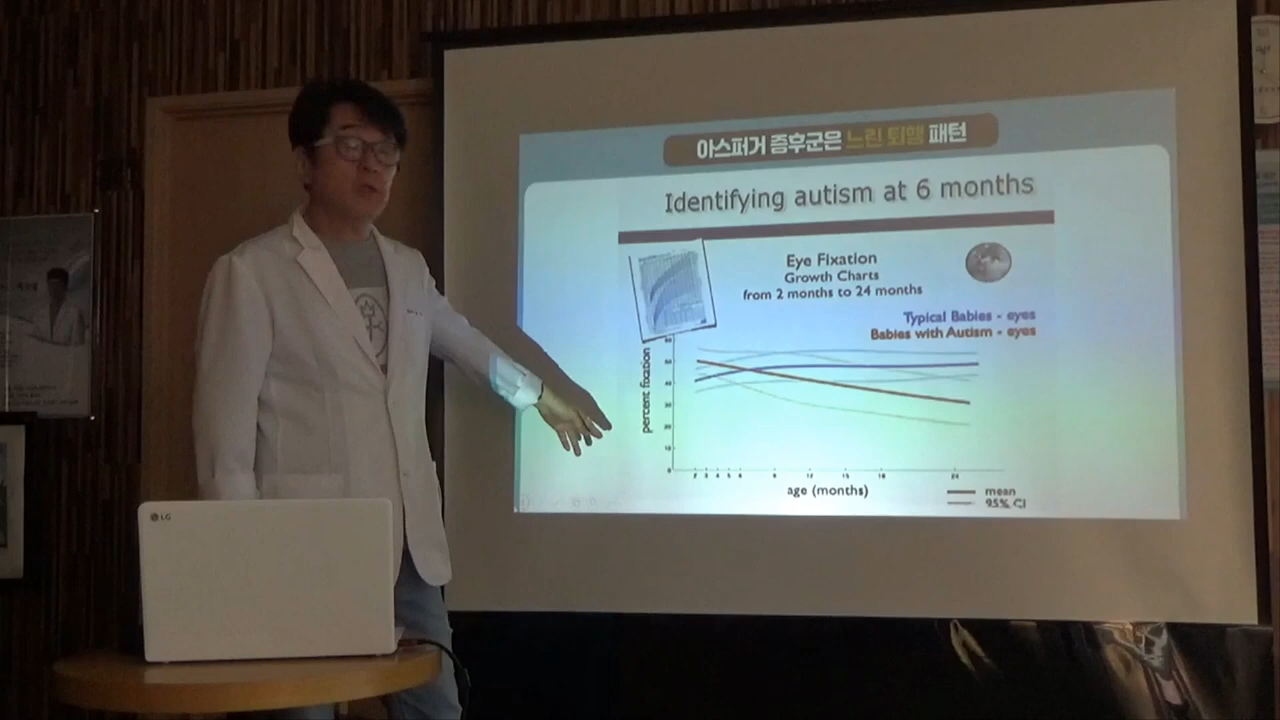 아스퍼거 증후군은 느린 퇴행 패턴
Identifying autism at 6 months
Eye Fixation
Growth Charts
from 2 months to 24 months
Typical Babies - eyes
Babies with Autism - eyes
percent fixation
age (months)
mean
95% CI
LG